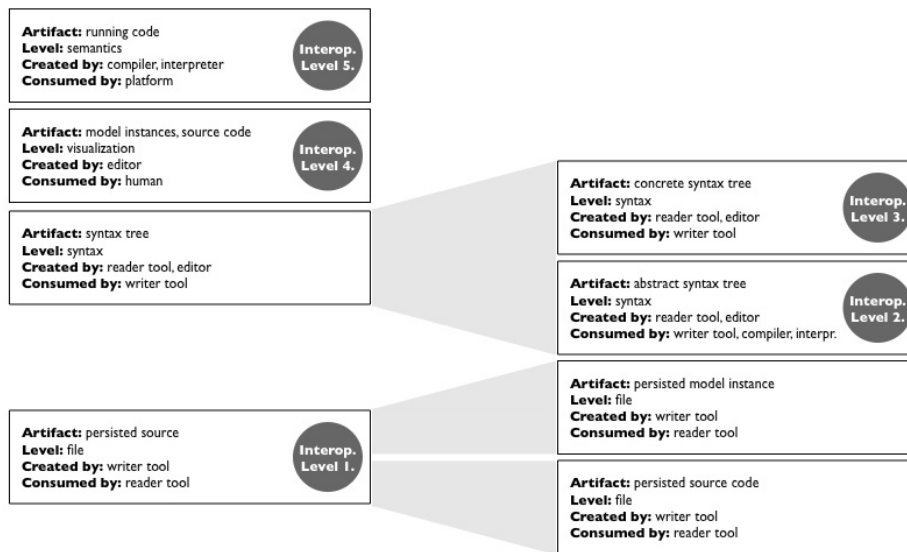 Artifact: running code
Level: semantics
Created by: compiler, interpreter
Consumed by: platform
Interop.
Level 5.
Artifact: model instances, source code
Level: visualization
Created by: editor
Consumed by: human
Interop.
Level 4.
Artifact: syntax tree
Level: syntax
Created by: reader tool, editor
Consumed by: writer tool
Artifact: persisted source
Level: file
Created by: writer tool
Consumed by: reader tool
Interop.
Level 1.
Artifact: concrete syntax tree
Level: syntax
Created by: reader tool, editor
Consumed by: writer tool
Interop.
Level 3.
Artifact: abstract syntax tree
Level: syntax
Created by: reader tool, editor
Consumed by: writer tool, compiler, interpr.
Interop.
Level 2.
Artifact: persisted model instance
Level: file
Created by: writer tool
Consumed by: reader tool
Artifact: persisted source code
Level: file
Created by: writer tool
Consumed by: reader tool